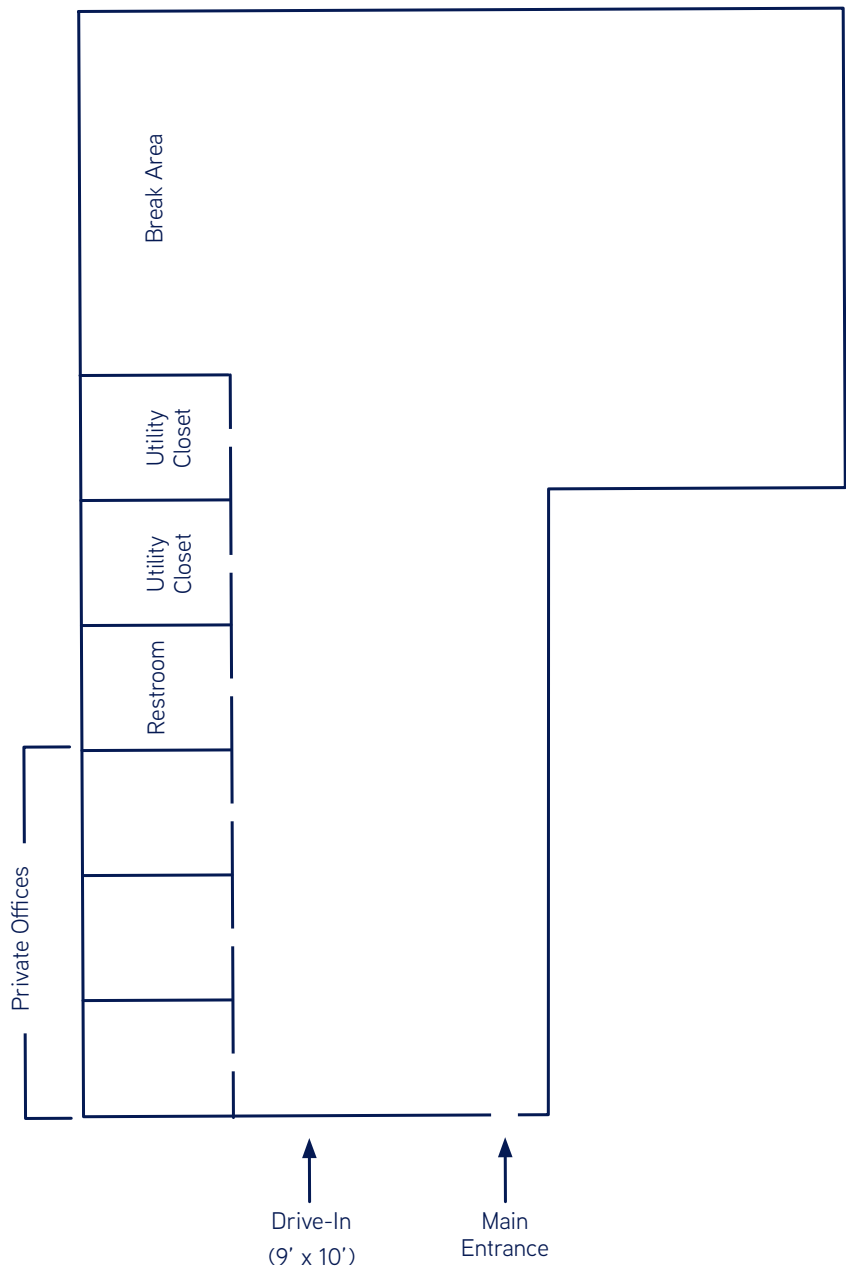 Break Area
Utility
Closet
Utility
Closet
Restroom
Private Offices
Drive-In
(9’ x 10’)
Main
Entrance